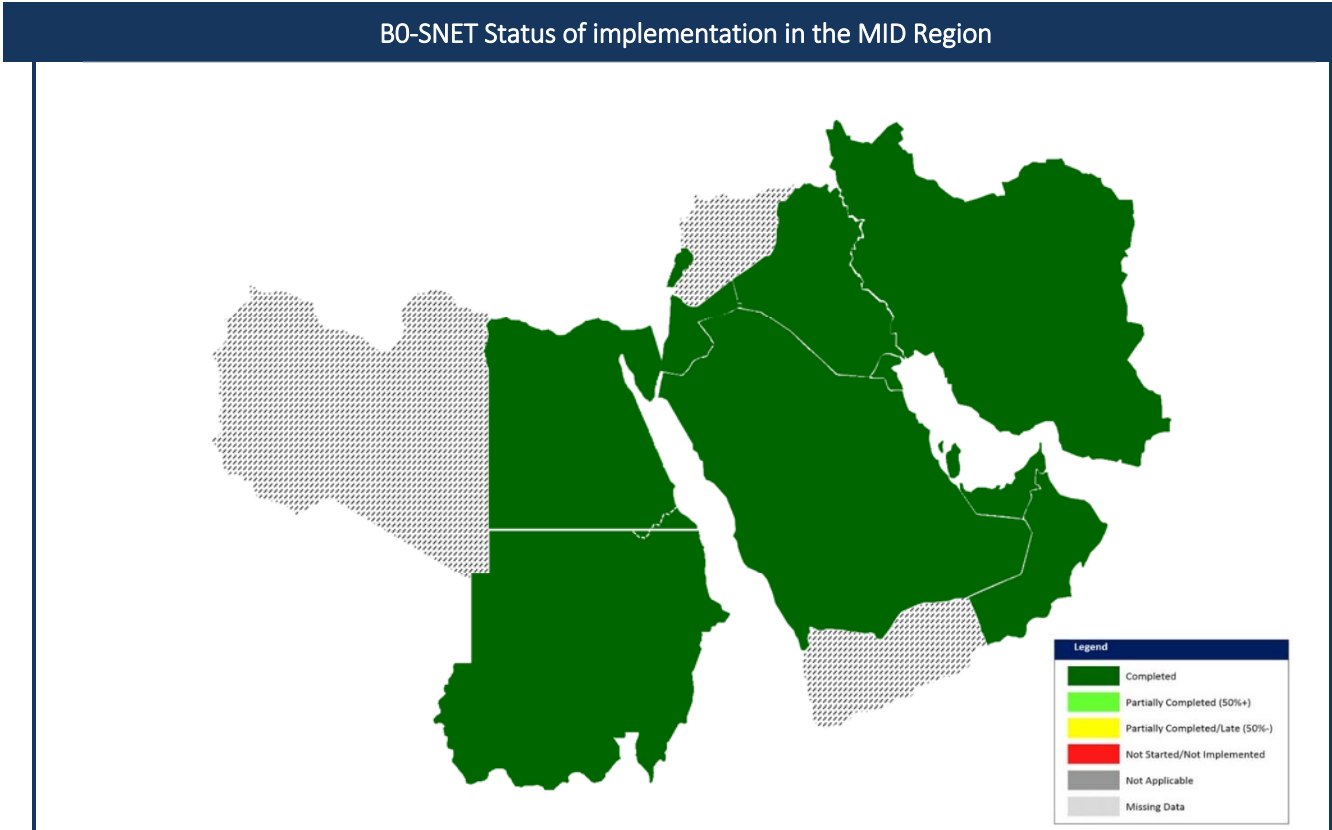 B0-SNET Status of implementation in the MID Region
Legend
Completed
Partially Completed (50%+)
Partially Completed/Late (50%-)
Not Started/Not Implemented
Not Applicable
Missing Data